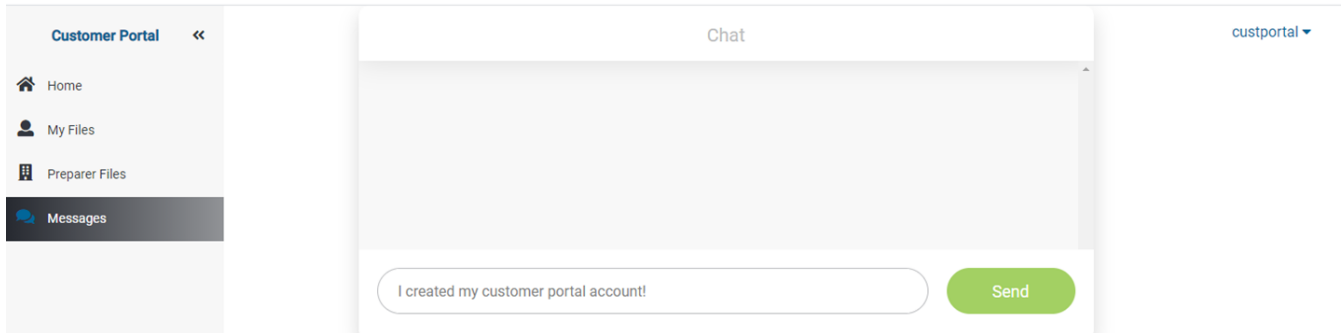 Customer Portal
Home
My Files
Preparer Files
Messages
Chat
I created my customer portal account!
Send
custportal